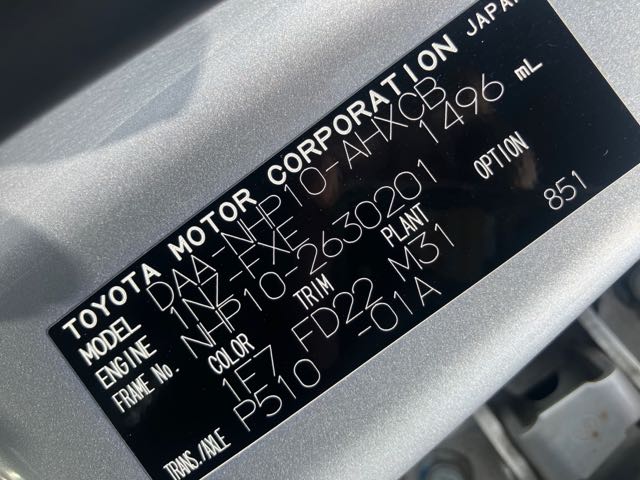 TOYOTA MOTOR CORPORATION JAPAN
MODEL DAA-NHP10-AHXCB
ENGINE 1NZ-FXE 1496 mL
FRAME No. NHP10-2630201
COLOR TRIM PLANT OPTION
1F7 FD22 M31 851
TRANS./AXLE P510 -01A